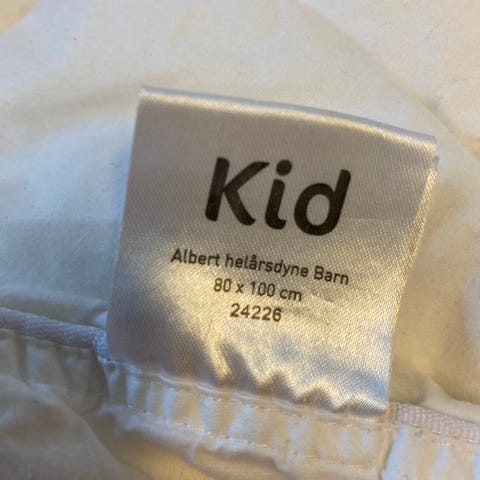 Kid
Albert helårsdyne Barn
80 x 100 cm
24226